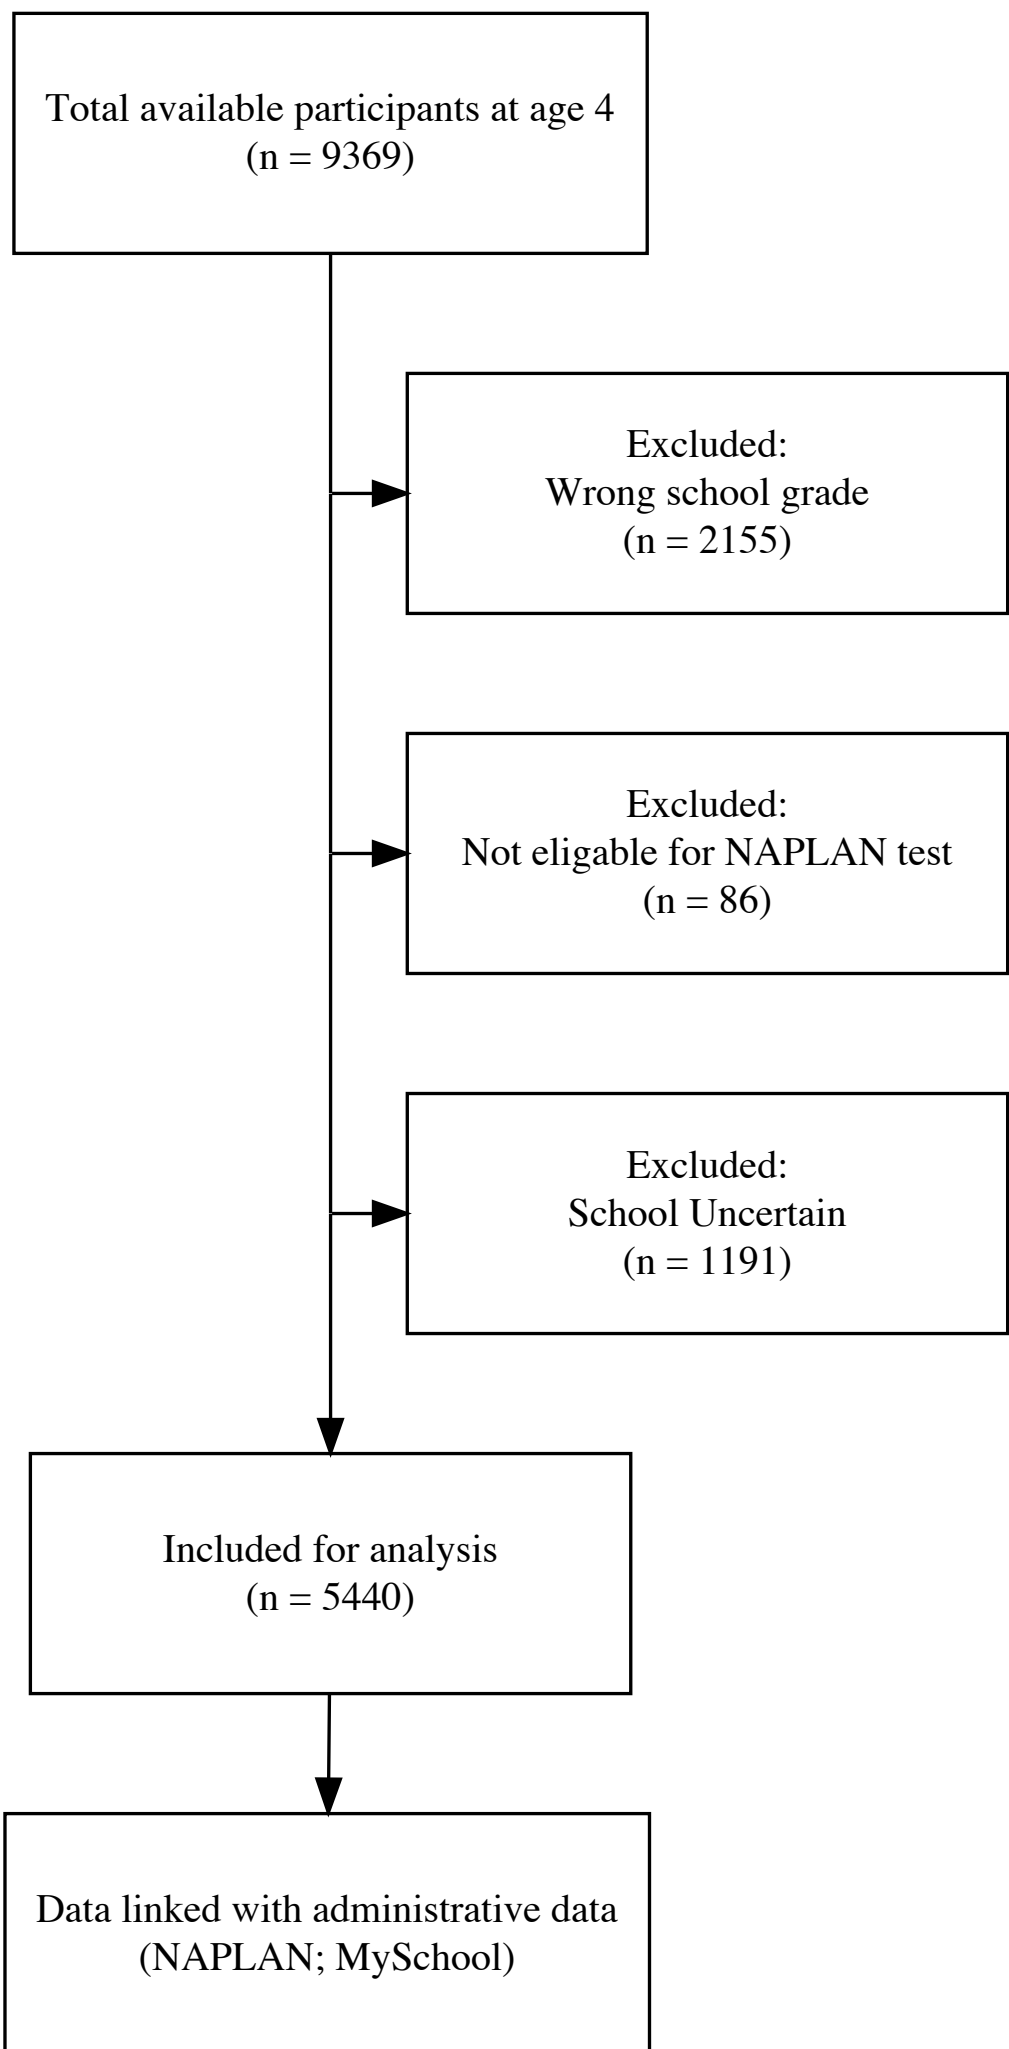 Total available participants at age 4
(n = 9369)
Excluded:
Wrong school grade
(n = 2155)
Excluded:
Not eligable for NAPLAN test
(n = 86)
Excluded:
School Uncertain
(n = 1191)
Included for analysis
(n = 5440)
Data linked with administrative data
(NAPLAN; MySchool)